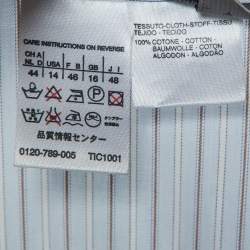 CARE INSTRUCTIONS ON REVERSE
CH A
NL D USA F B GB J I
44 14 46 16 48
品質情報センター
0120-789-005 TIC1001
TESSUTO-CLOTH-STOFF-TISSU
TEJIDO - TECIDO
100% COTONE - COTTON -
BAUMWOLLE - COTON
ALGODON - ALGODAO